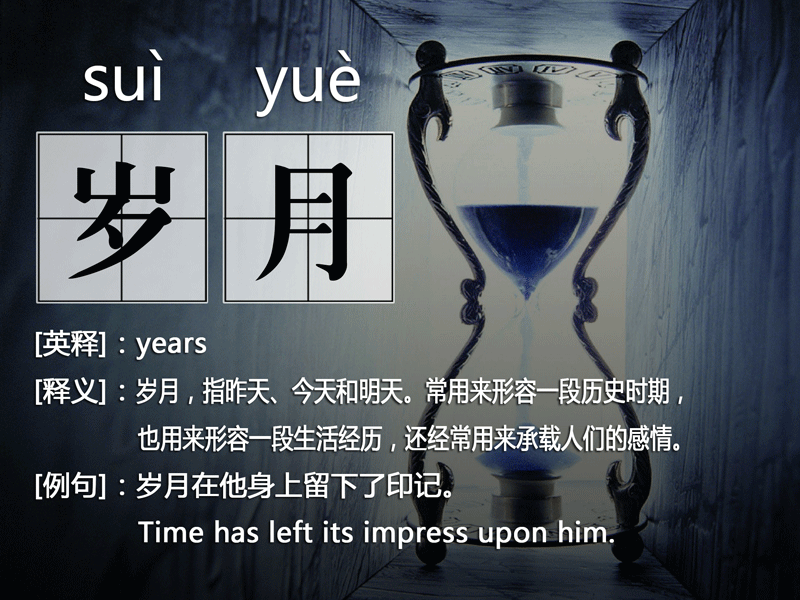 suì yuè
岁月
[英释]：years
[释义]：岁月，指昨天、今天和明天。常用来形容一段历史时期，
也用来形容一段生活经历，还经常用来承载人们的感情。
[例句]：岁月在他身上留下了印记。
Time has left its impress upon him.